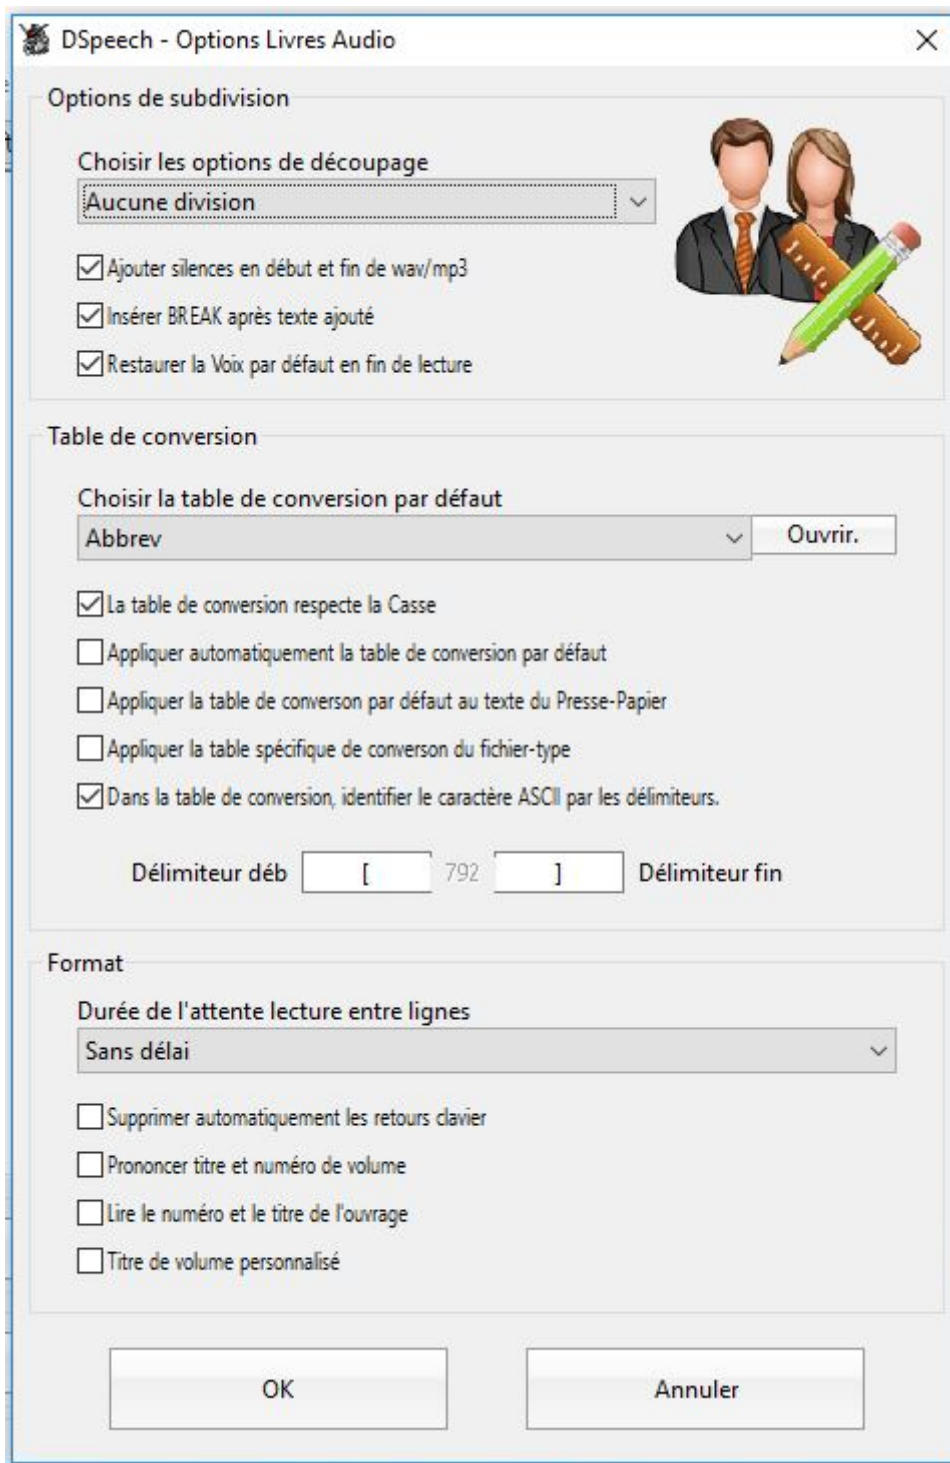 DSpeech - Options Livres Audio
Options de subdivision
Choisir les options de découpage
Aucune division
Ajouter silences en début et fin de wav/mp3
Insérer BREAK après texte ajouté
Restaurer la Voix par défaut en fin de lecture
Table de conversion
Choisir la table de conversion par défaut
Abbrev Ouvrir.
La table de conversion respecte la Casse
Appliquer automatiquement la table de conversion par défaut
Appliquer la table de converson par défaut au texte du Presse-Papier
Appliquer la table spécifique de converson du fichier-type
Dans la table de conversion, identifier le caractère ASCII par les délimiteurs.
Délimiteur déb [ 792 ] Délimiteur fin
Format
Durée de l'attente lecture entre lignes
Sans délai
Supprimer automatiquement les retours clavier
Prononcer titre et numéro de volume
Lire le numéro et le titre de l'ouvrage
Titre de volume personnalisé
OK Annuler